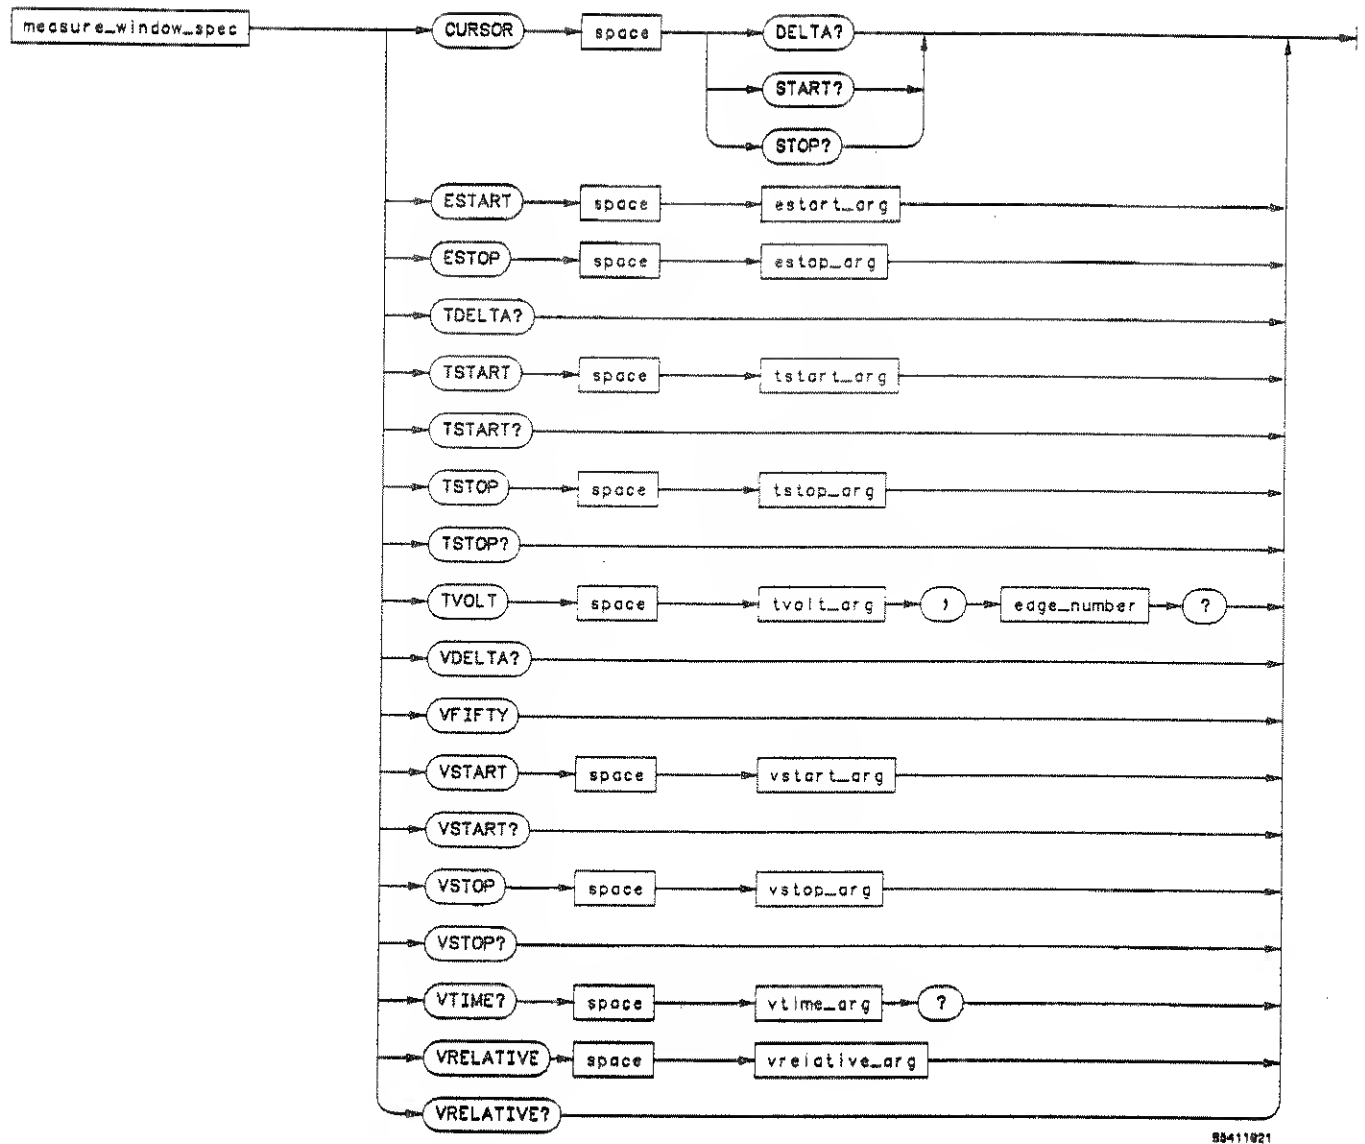 measure_window_spec CURSOR space DELTA?
START?
STOP?
ESTART space estart_arg
ESTOP space estop_arg
TDELTA?
TSTART space tstart_arg
TSTART?
TSTOP space tstop_arg
TSTOP?
TVOLT space tvolt_arg , edge_number ?
VDELTA?
VFIFTY
VSTART space vstart_arg
VSTART?
VSTOP space vstop_arg
VSTOP?
VTIME? space vtime_arg ?
VRELATIVE space vrelative_arg
VRELATIVE?